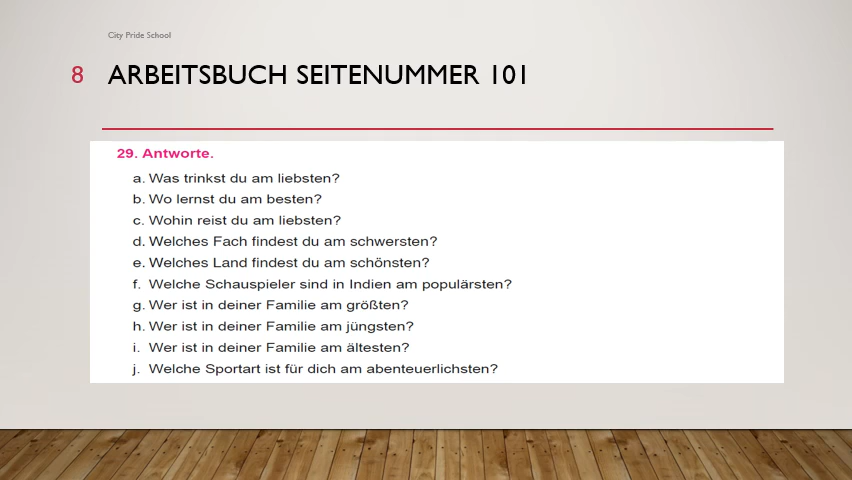 City Pride School
8 ARBEITSBUCH SEITENUMMER 101
29. Antworte.
a. Was trinkst du am liebsten?
b. Wo lernst du am besten?
c. Wohin reist du am liebsten?
d. Welches Fach findest du am schwersten?
e. Welches Land findest du am schönsten?
f. Welche Schauspieler sind in Indien am populärsten?
g. Wer ist in deiner Familie am größten?
h. Wer ist in deiner Familie am jüngsten?
i. Wer ist in deiner Familie am ältesten?
j. Welche Sportart ist für dich am abenteuerlichsten?